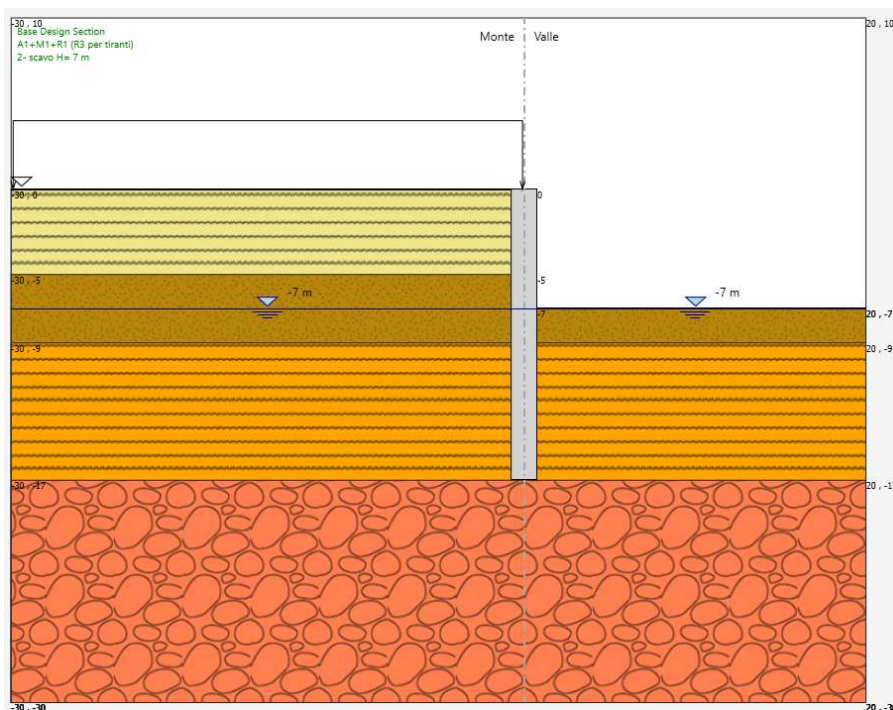 -30 , 10
20 , 10
Base Design Section
A1+M1+R1 (R3 per tiranti)
2- scavo H= 7 m
Monte
Valle
-30 , 0
0
-30 , -5
-5
-7 m
-7 m
-7
20 , -7
-30 , -9
20 , -9
-30 , -17
-30 , -30